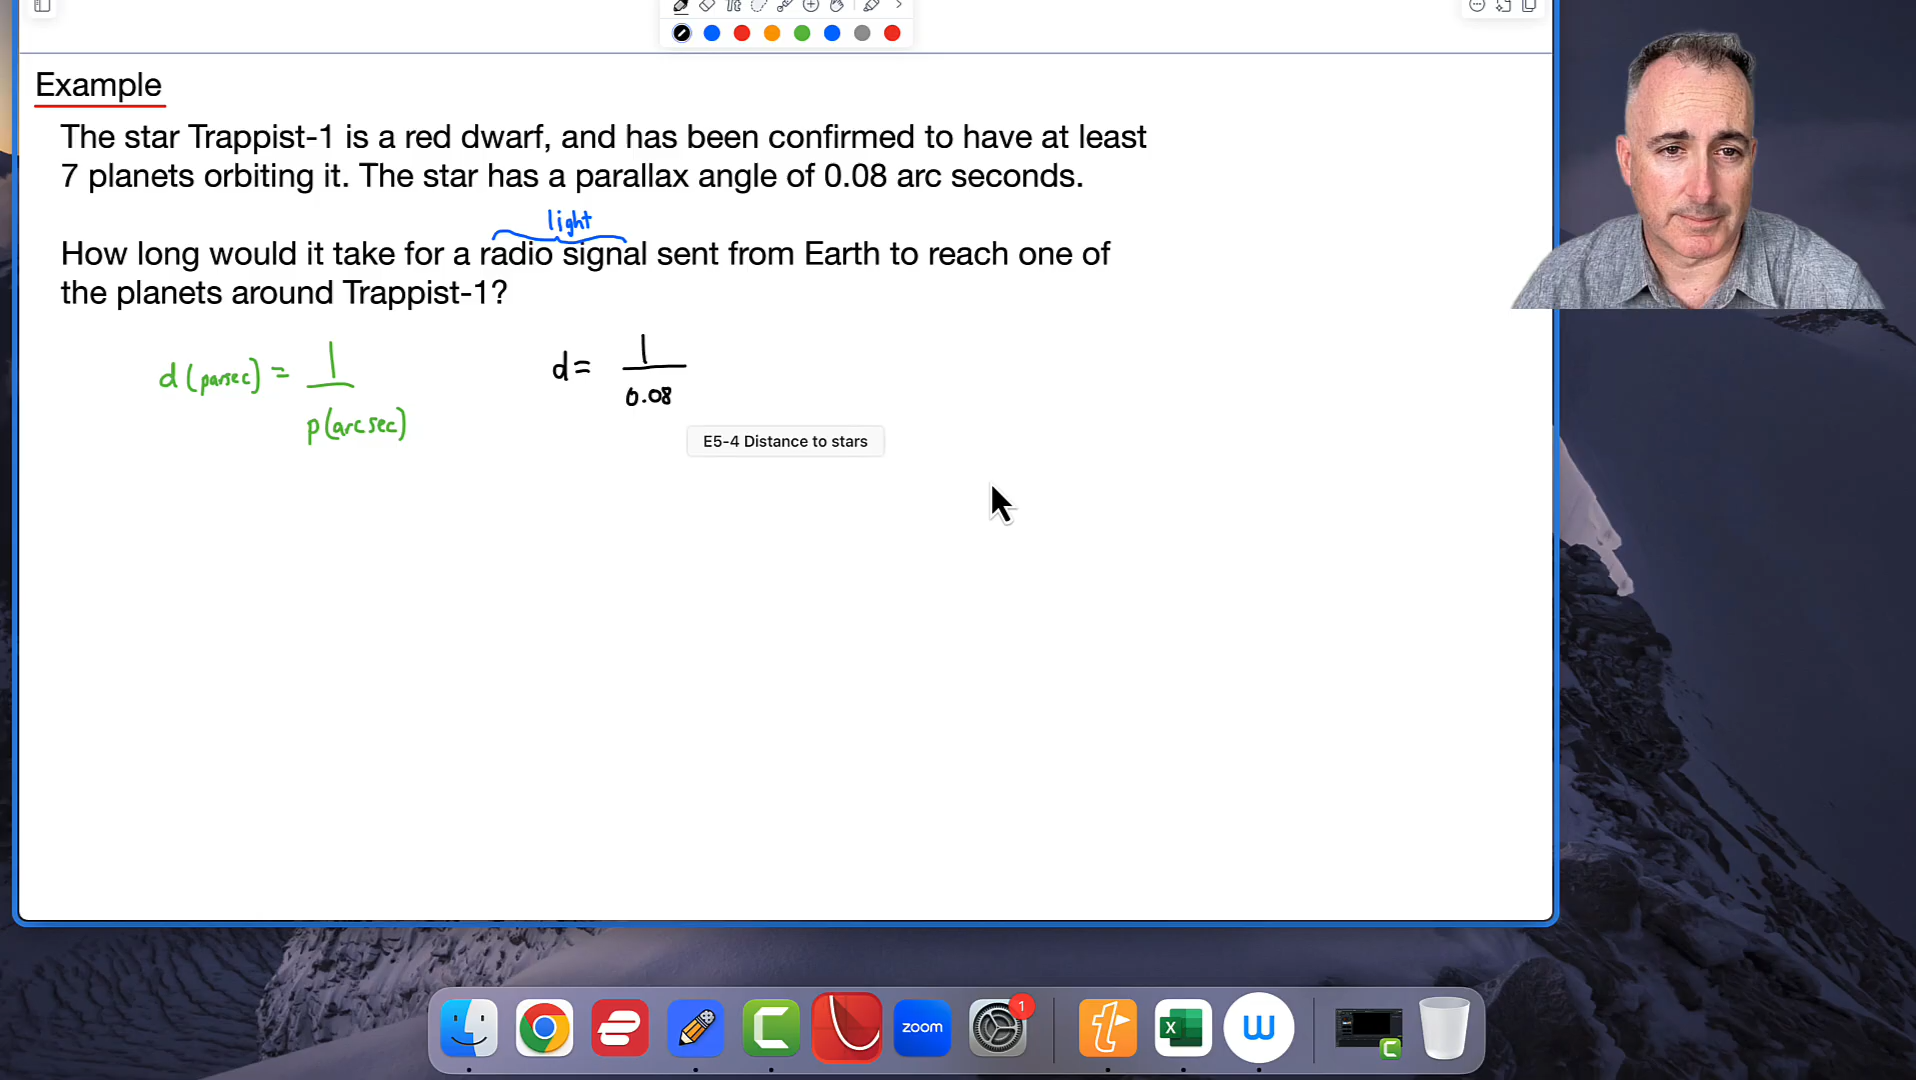 Example
The star Trappist-1 is a red dwarf, and has been confirmed to have at least
7 planets orbiting it. The star has a parallax angle of 0.08 arc seconds.
light
How long would it take for a radio signal sent from Earth to reach one of
the planets around Trappist-1?
d (parsec) = 1
p (arcsec)
d = 1
0.08
E5-4 Distance to stars
zoom
1
X
W